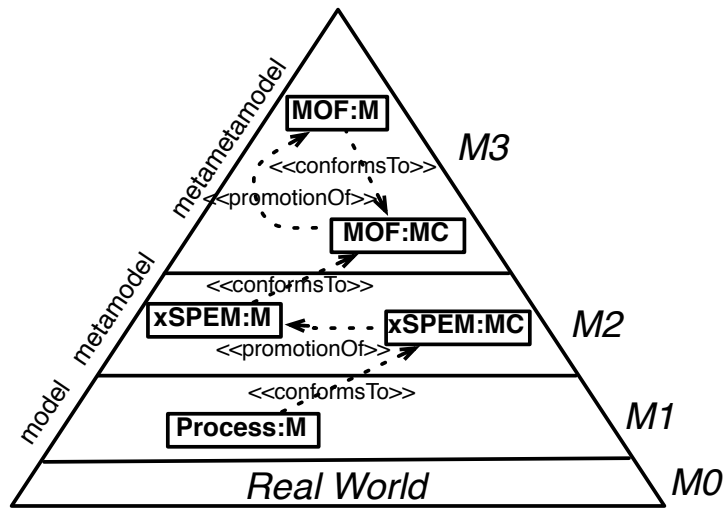 metametamodel
MOF:M
M3
<<conformsTo>>
<<promotionOf>>
MOF:MC
metamodel
<<conformsTo>>
xSPEM:M
xSPEM:MC
M2
<<promotionOf>>
model
<<conformsTo>>
Process:M
M1
Real World
M0